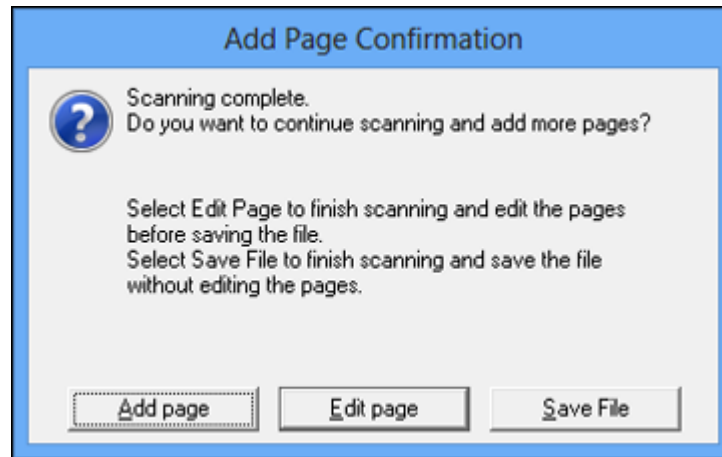 Add Page Confirmation
Scanning complete.
Do you want to continue scanning and add more pages?
Select Edit Page to finish scanning and edit the pages
before saving the file.
Select Save File to finish scanning and save the file
without editing the pages.
Add page Edit page Save File